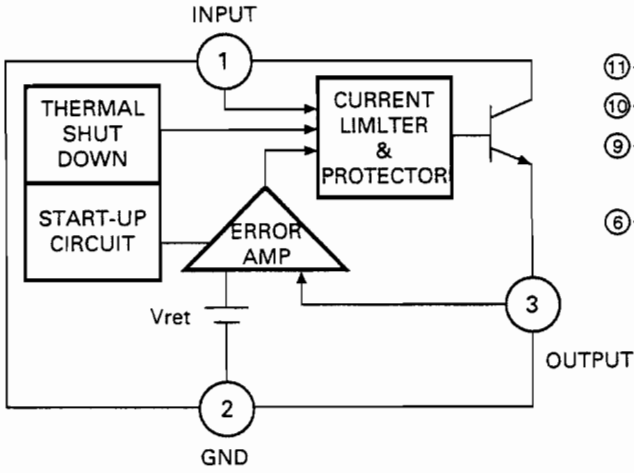 INPUT
1
THERMAL
SHUT
DOWN
CURRENT
LIMLTER
&
PROTECTOR
START-UP
CIRCUIT
ERROR
AMP
Vret
3
OUTPUT
2
GND
11
10
9
6